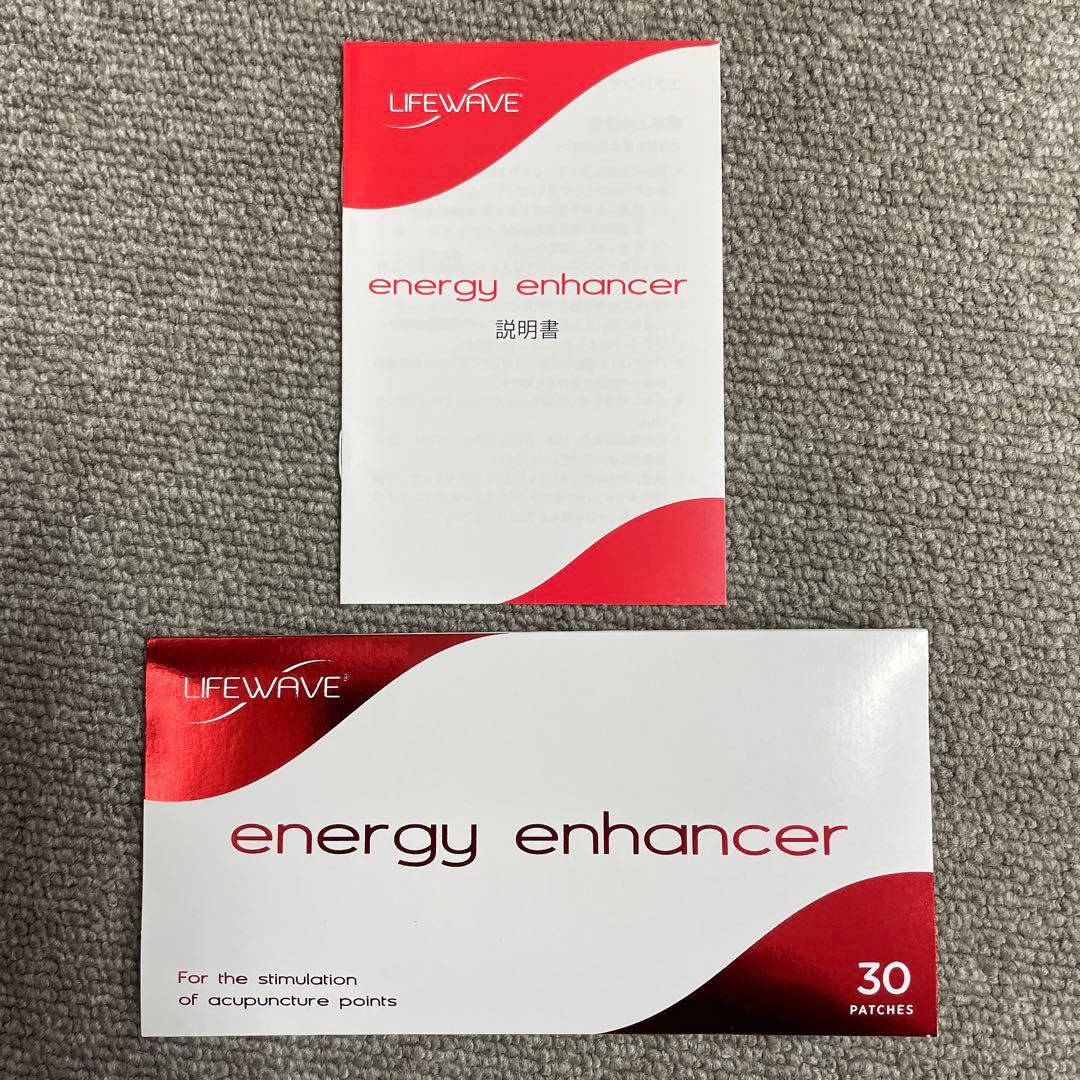 LIFEWAVE®
energy enhancer
説明書
LIFEWAVE®
energy enhancer
For the stimulation
of acupuncture points
30
PATCHES